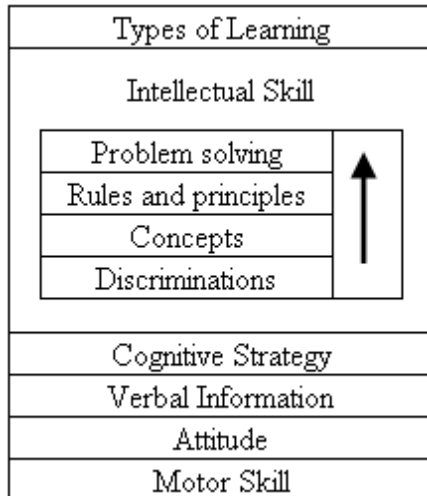 Types of Learning
Intellectual Skill
Problem solving
Rules and principles
Concepts
Discriminations
Cognitive Strategy
Verbal Information
Attitude
Motor Skill